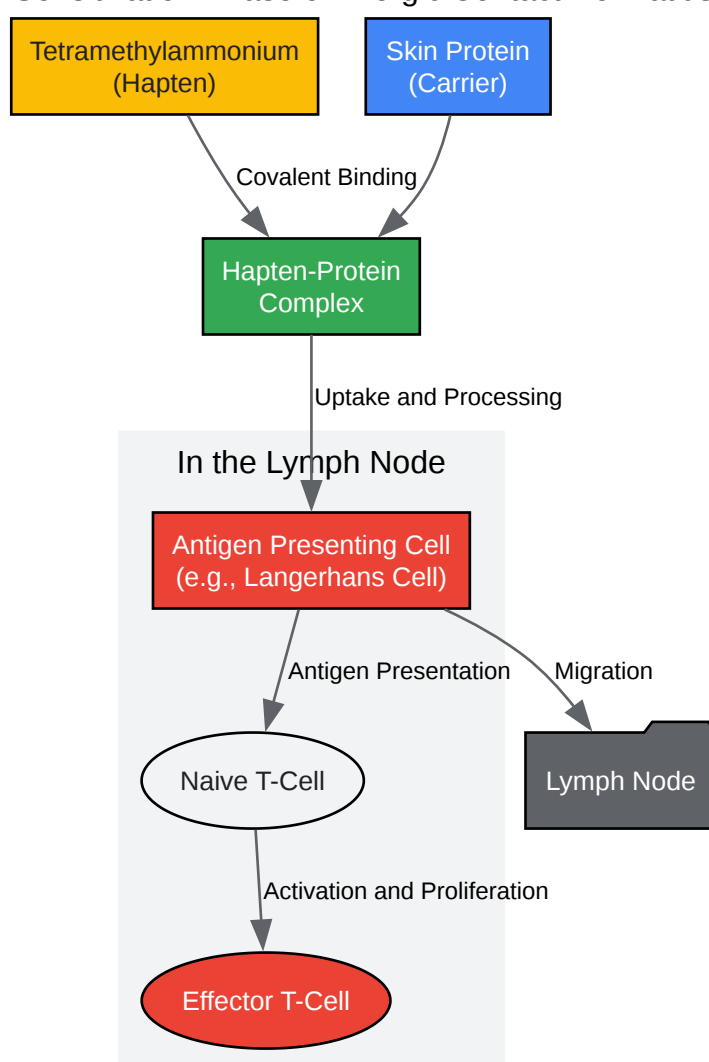 Tetramethylammonium
(Hapten)
Skin Protein
(Carrier)
Covalent Binding
Hapten-Protein
Complex
Uptake and Processing
In the Lymph Node
Antigen Presenting Cell
(e.g., Langerhans Cell)
Antigen Presentation
Migration
Naive T-Cell
Lymph Node
Activation and Proliferation
Effector T-Cell